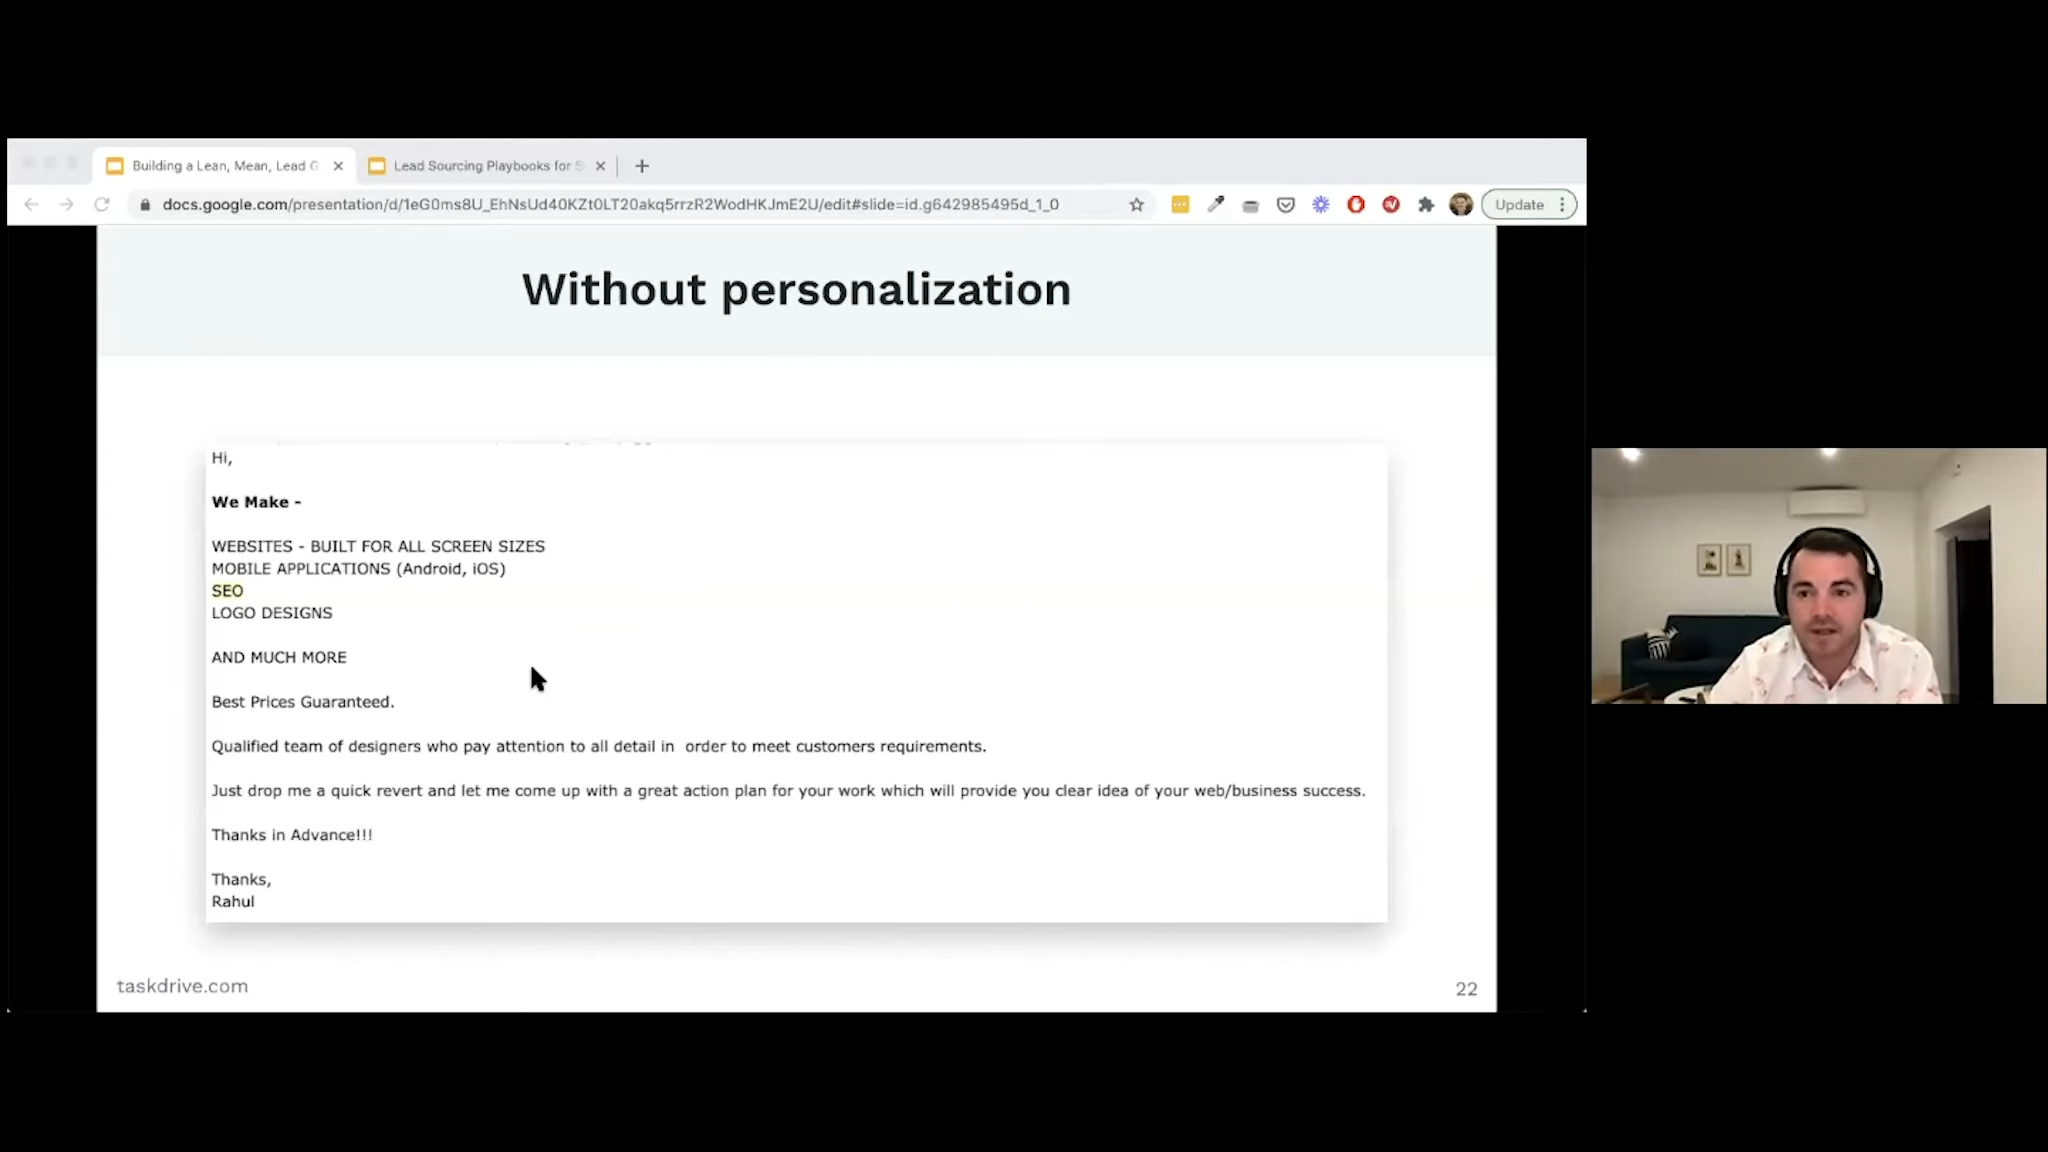 Building a Lean, Mean, Lead G
Lead Sourcing Playbooks for S
docs.google.com/presentation/d/1eG0ms8U_EhNsUd40KZt0LT20akq5rrzR2WodHKJmE2U/edit#slide=id.g642985495d_1_0
Update
Without personalization
Hi,
We Make -
WEBSITES - BUILT FOR ALL SCREEN SIZES
MOBILE APPLICATIONS (Android, iOS)
SEO
LOGO DESIGNS
AND MUCH MORE
Best Prices Guaranteed.
Qualified team of designers who pay attention to all detail in  order to meet customers requirements.
Just drop me a quick revert and let me come up with a great action plan for your work which will provide you clear idea of your web/business success.
Thanks in Advance!!!
Thanks,
Rahul
taskdrive.com
22